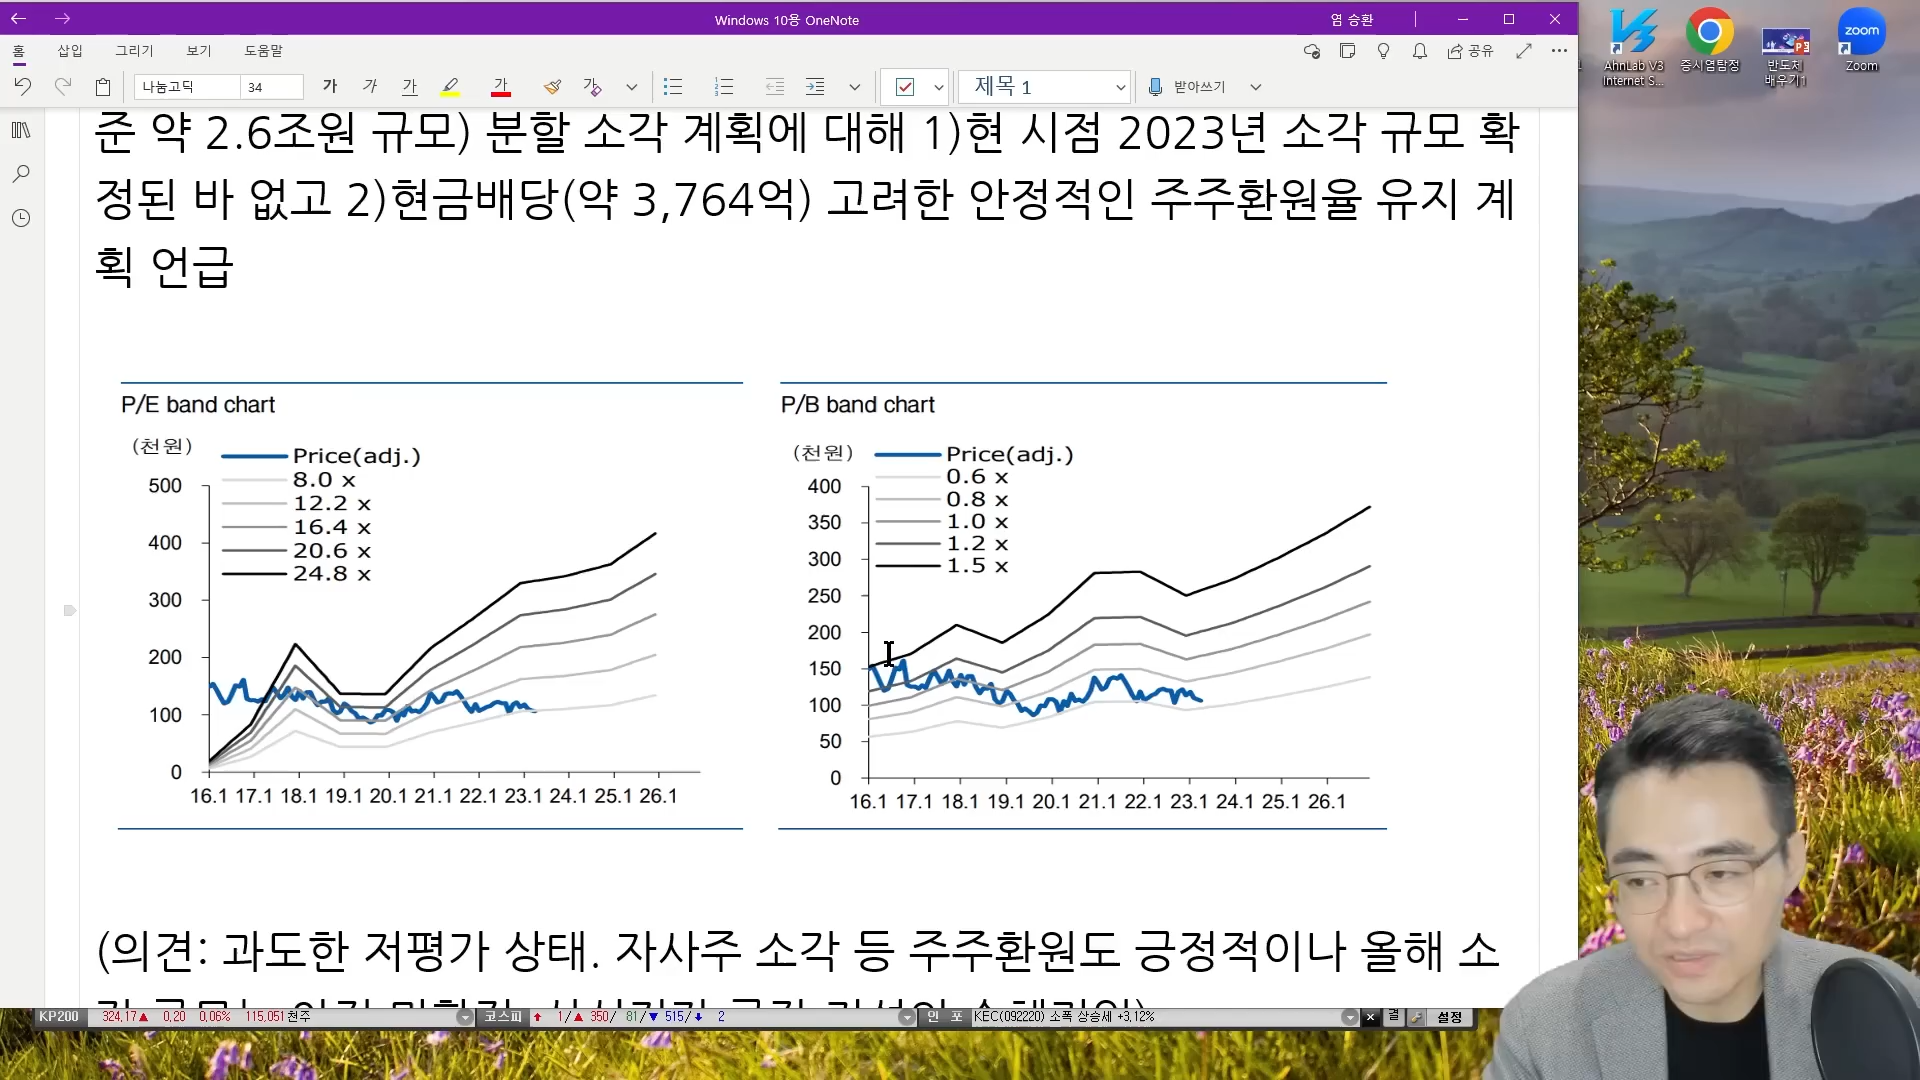 Windows 10용 OneNote
염 승환
홈 삽입 그리기 보기 도움말
공유
나눔고딕 34 가 가 가 가 가 제목 1 받아쓰기
AhnLab V3 Internet S...
증시염탐정
반도체 배우기1
zoom
Zoom
준 약 2.6조원 규모) 분할 소각 계획에 대해 1)현 시점 2023년 소각 규모 확
정된 바 없고 2)현금배당(약 3,764억) 고려한 안정적인 주주환원율 유지 계
획 언급
P/E band chart
(천원)
Price(adj.)
8.0 x
12.2 x
16.4 x
20.6 x
24.8 x
500
400
300
200
100
0
16.1 17.1 18.1 19.1 20.1 21.1 22.1 23.1 24.1 25.1 26.1
P/B band chart
(천원)
Price(adj.)
0.6 x
0.8 x
1.0 x
1.2 x
1.5 x
400
350
300
250
200
150
100
50
0
16.1 17.1 18.1 19.1 20.1 21.1 22.1 23.1 24.1 25.1 26.1
(의견: 과도한 저평가 상태. 자사주 소각 등 주주환원도 긍정적이나 올해 소
KP200 324,17▲ 0,20 0,06% 115,051천주 코스피 1/▲ 350/ 81/▼ 515/ 2 인 포 KEC(092220) 소폭 상승세 +3,12% 결 설정